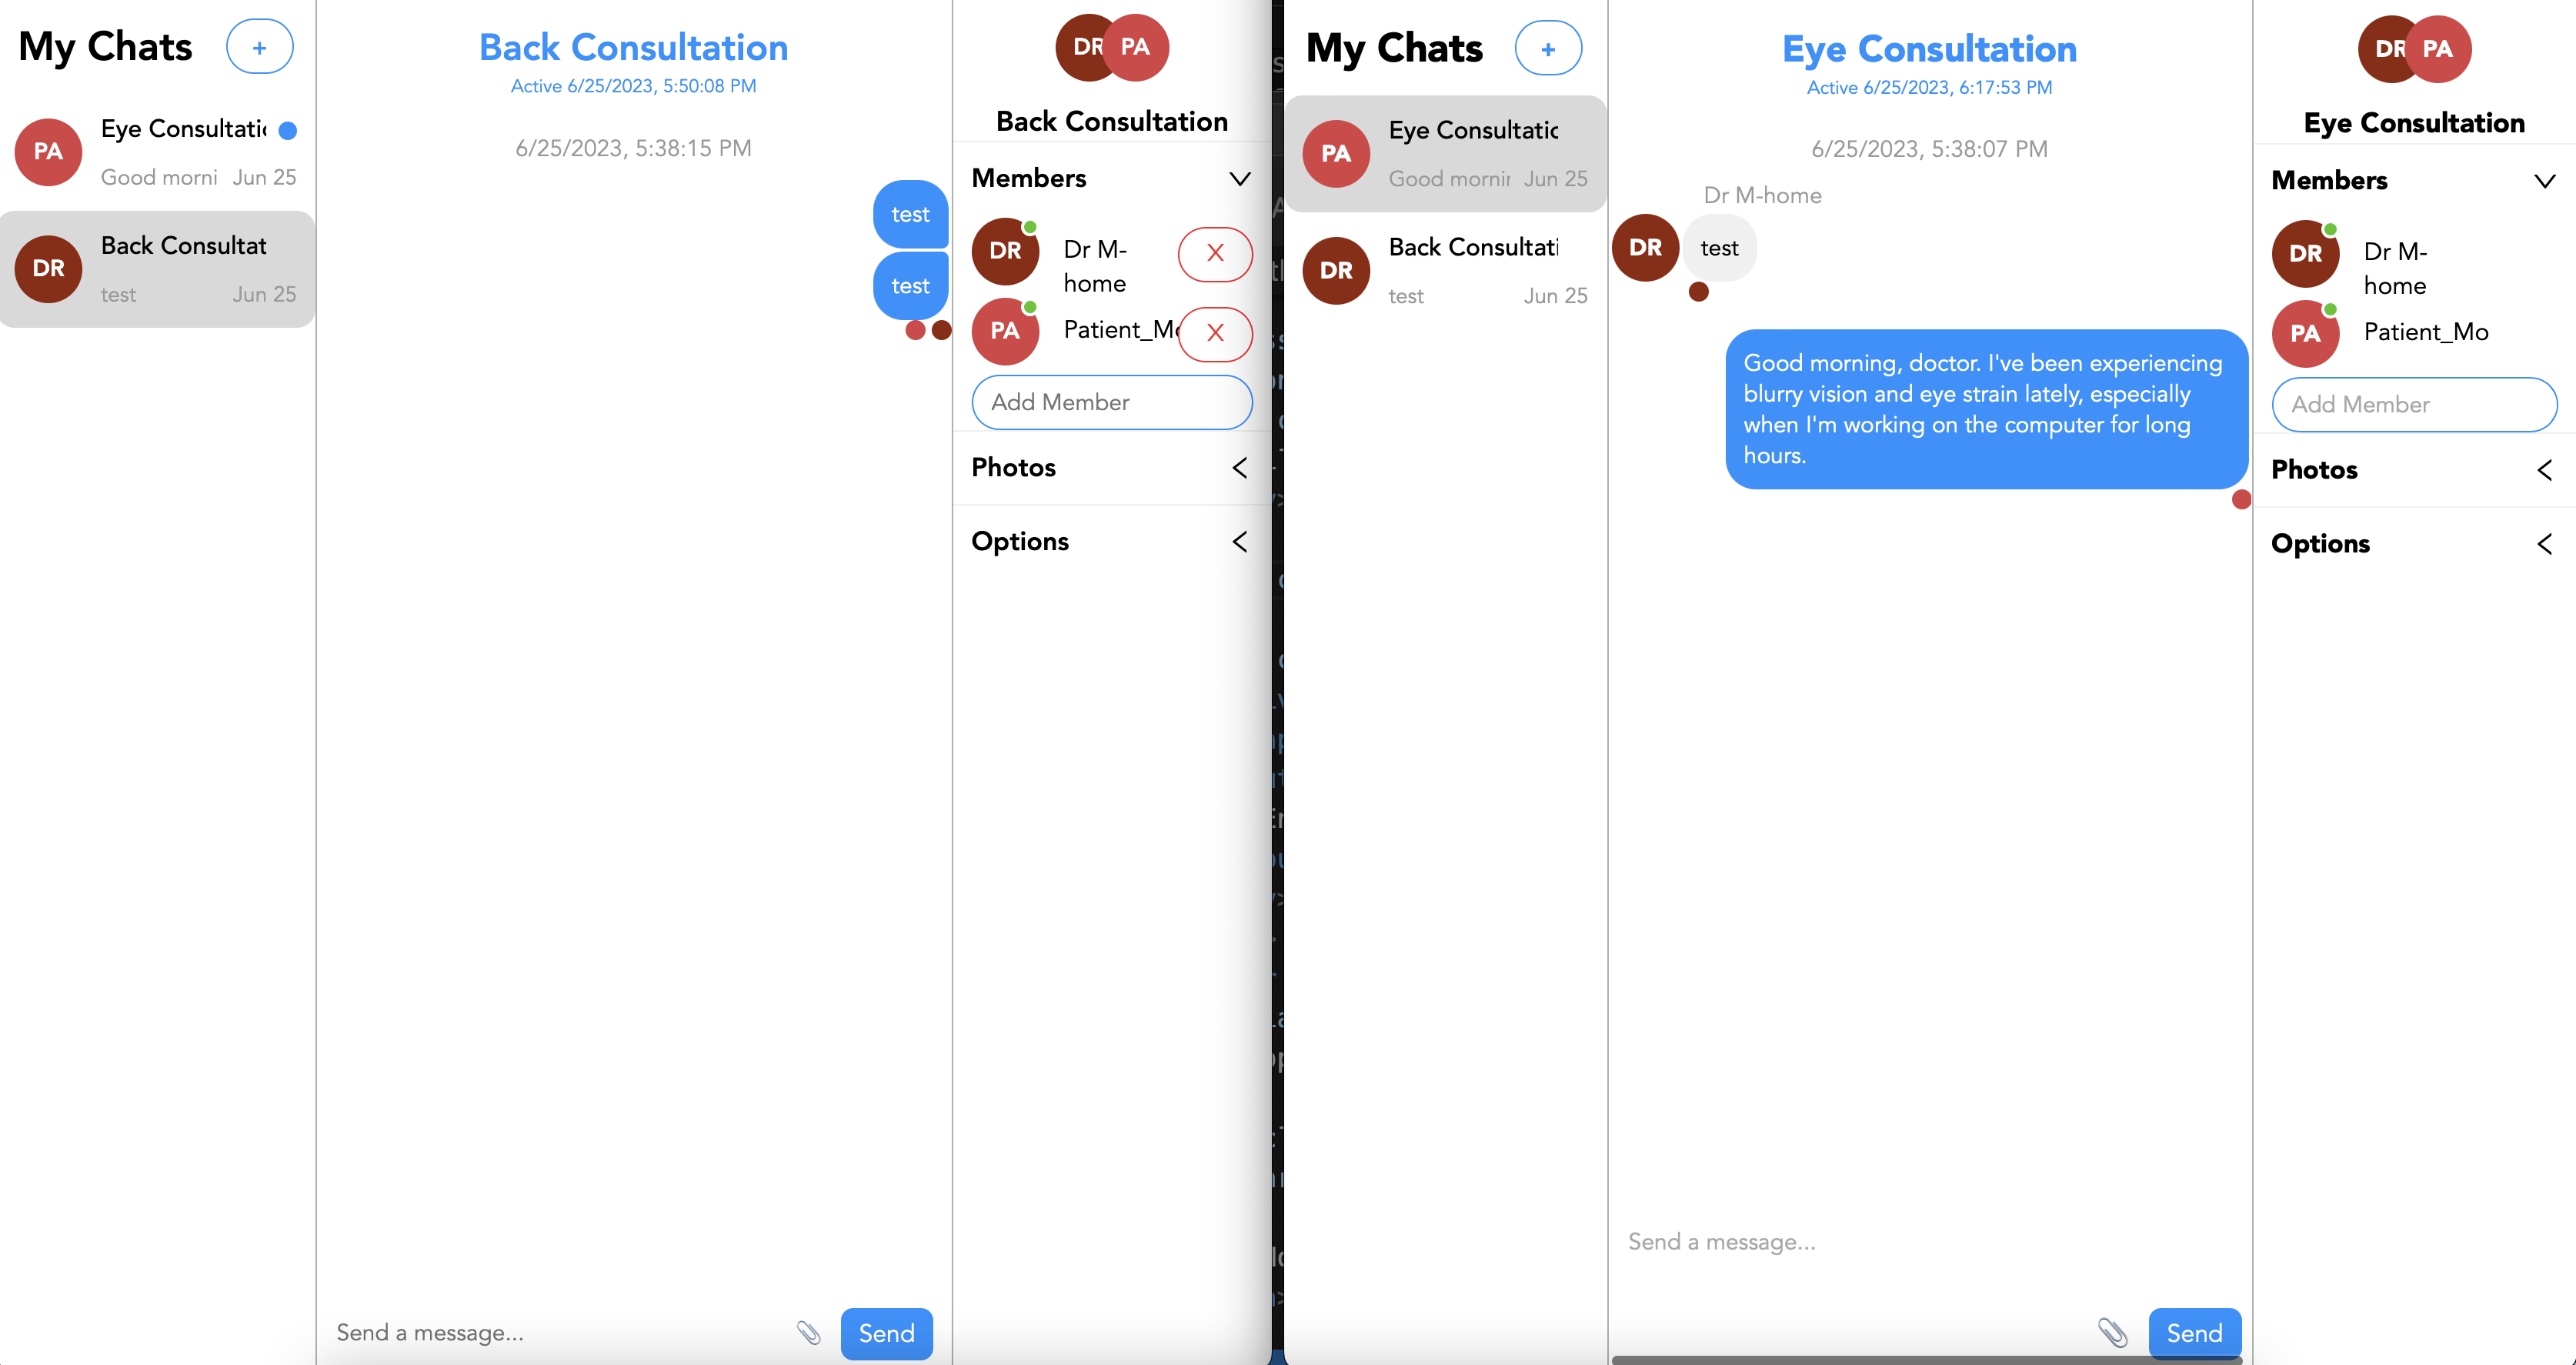 My Chats
+
PA
Eye Consultatic
Good morni
Jun 25
DR
Back Consultat
test
Jun 25
Back Consultation
Active 6/25/2023, 5:50:08 PM
6/25/2023, 5:38:15 PM
test
test
Send a message...
Send
DR PA
Back Consultation
Members
DR
Dr M-
home
X
PA
Patient_Mo
X
Add Member
Photos
Options
My Chats
+
PA
Eye Consultatic
Good mornin
Jun 25
DR
Back Consultati
test
Jun 25
Eye Consultation
Active 6/25/2023, 6:17:53 PM
6/25/2023, 5:38:07 PM
Dr M-home
DR
test
Good morning, doctor. I've been experiencing
blurry vision and eye strain lately, especially
when I'm working on the computer for long
hours.
Send a message...
Send
DR PA
Eye Consultation
Members
DR
Dr M-
home
PA
Patient_Mo
Add Member
Photos
Options